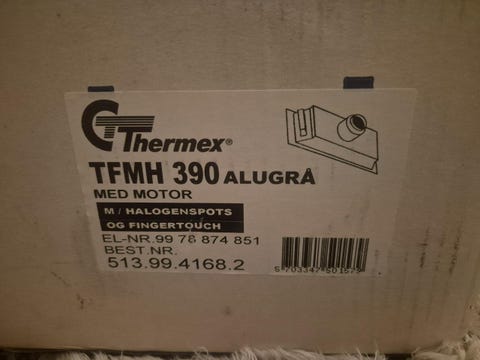 Thermex®
TFMH 390 ALUGRÅ
MED MOTOR
M / HALOGENSPOTS
OG FINGERTOUCH
EL-NR.99 78 874 851
BEST.NR.
513.99.4168.2